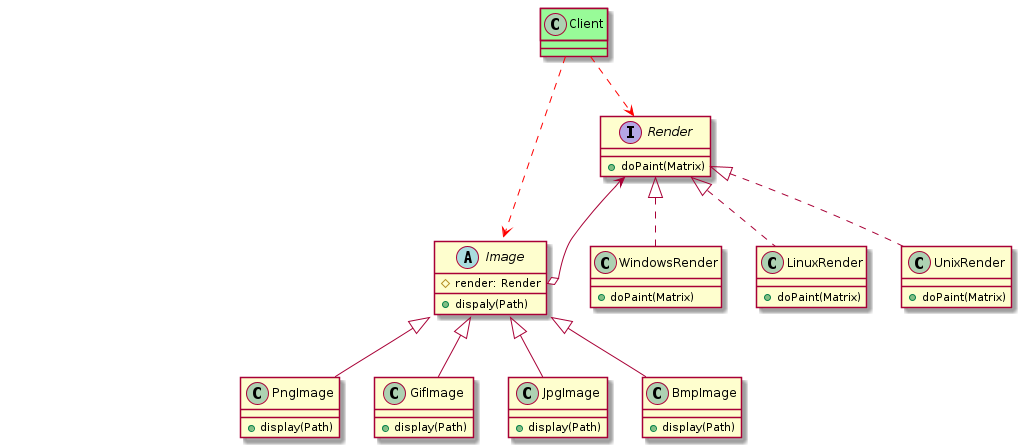 C Client
I Render
doPaint(Matrix)
A Image
render: Render
dispaly(Path)
C WindowsRender
doPaint(Matrix)
C LinuxRender
doPaint(Matrix)
C UnixRender
doPaint(Matrix)
C PngImage
display(Path)
C GifImage
display(Path)
C JpgImage
display(Path)
C BmpImage
display(Path)